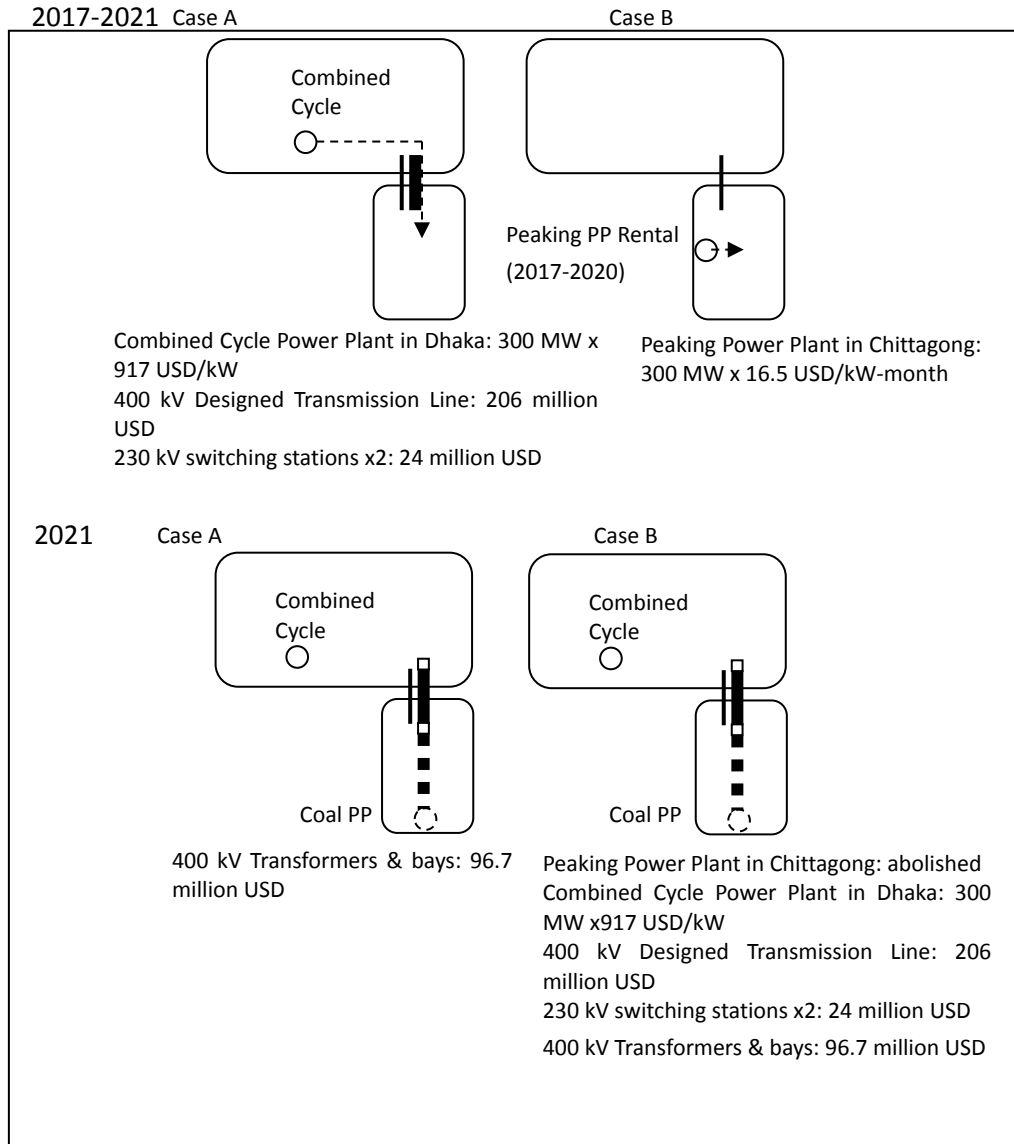 2017-2021 Case A Case B
Combined
Cycle
Peaking PP Rental
(2017-2020)
Combined Cycle Power Plant in Dhaka: 300 MW x
917 USD/kW
400 kV Designed Transmission Line: 206 million
USD
230 kV switching stations x2: 24 million USD
Peaking Power Plant in Chittagong:
300 MW x 16.5 USD/kW-month
2021 Case A Case B
Combined
Cycle
Coal PP
Combined
Cycle
Coal PP
400 kV Transformers & bays: 96.7
million USD
Peaking Power Plant in Chittagong: abolished
Combined Cycle Power Plant in Dhaka: 300
MW x917 USD/kW
400 kV Designed Transmission Line: 206
million USD
230 kV switching stations x2: 24 million USD
400 kV Transformers & bays: 96.7 million USD